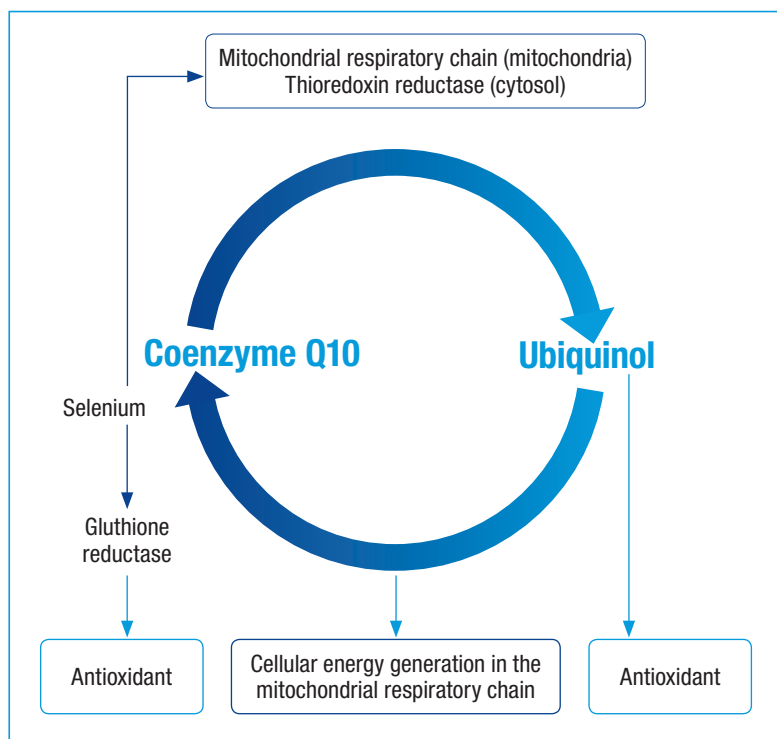 Mitochondrial respiratory chain (mitochondria)
Thioredoxin reductase (cytosol)
Coenzyme Q10
Ubiquinol
Selenium
Gluthione
reductase
Antioxidant
Cellular energy generation in the
mitochondrial respiratory chain
Antioxidant